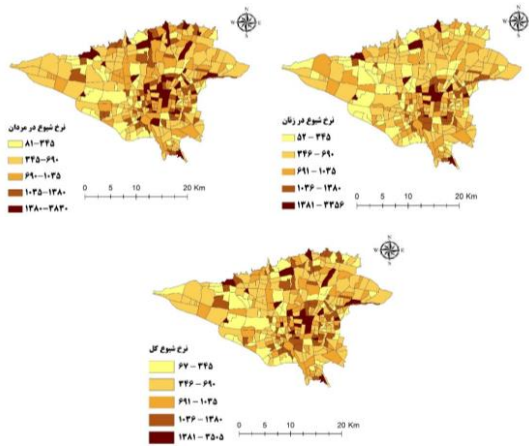 N
W E
S
نرخ شیوع در مردان
۸۱-۳۴۵
۳۴۵-۶۹۰
۶۹۰-۱۰۳۵
۱۰۳۵-۱۳۸۰
۱۳۸۰-۳۸۳۰
0 5 10 20 Km
N
W E
S
نرخ شیوع در زنان
۵۲ - ۳۴۵
۳۴۶ - ۶۹۰
۶۹۱ - ۱۰۳۵
۱۰۳۶ - ۱۳۸۰
۱۳۸۱ - ۳۳۵۶
0 5 10 20 Km
N
W E
S
نرخ شیوع کل
۶۷ - ۳۴۵
۳۴۶ - ۶۹۰
۶۹۱ - ۱۰۳۵
۱۰۳۶ - ۱۳۸۰
۱۳۸۱ - ۳۵۰۵
0 5 10 20 Km